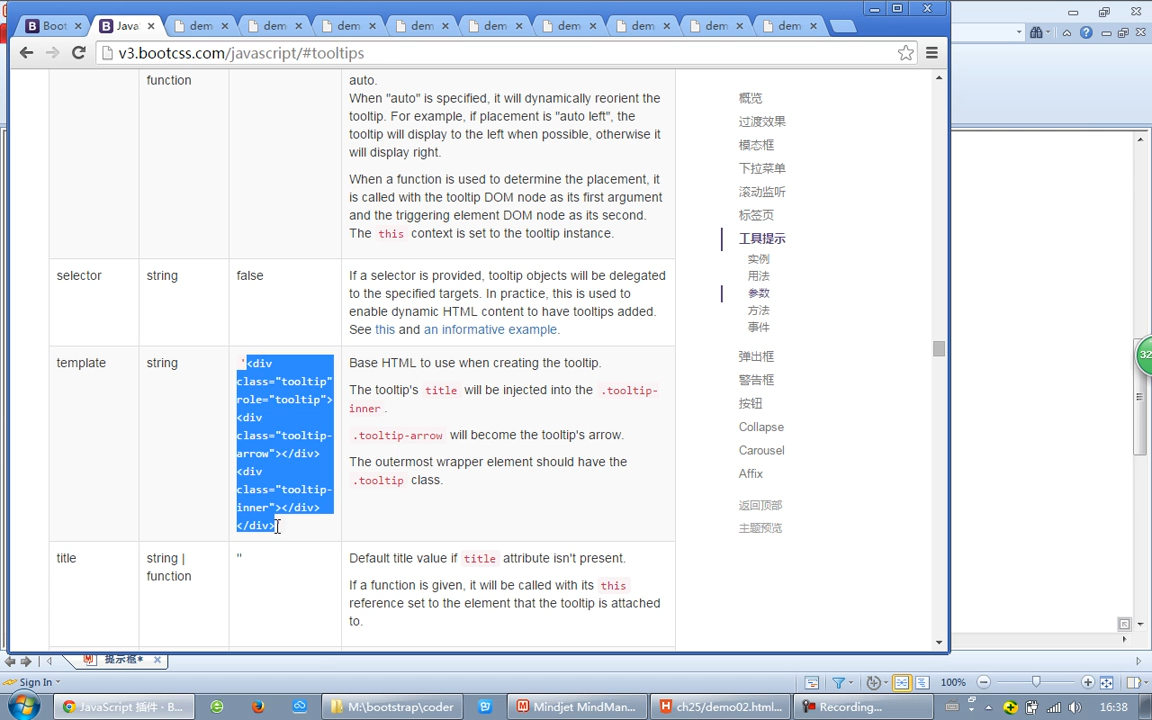 Boot
Java
dem
dem
dem
dem
dem
dem
dem
dem
dem
v3.bootcss.com/javascript/#tooltips
function
auto.
When "auto" is specified, it will dynamically reorient the
tooltip. For example, if placement is "auto left", the
tooltip will display to the left when possible, otherwise it
will display right.
When a function is used to determine the placement, it
is called with the tooltip DOM node as its first argument
and the triggering element DOM node as its second.
The this context is set to the tooltip instance.
selector
string
false
If a selector is provided, tooltip objects will be delegated
to the specified targets. In practice, this is used to
enable dynamic HTML content to have tooltips added.
See this and an informative example.
template
string
'<div
class="tooltip"
role="tooltip">
<div
class="tooltip-
arrow"></div>
<div
class="tooltip-
inner"></div>
</div>
Base HTML to use when creating the tooltip.
The tooltip's title will be injected into the .tooltip-
inner .
.tooltip-arrow will become the tooltip's arrow.
The outermost wrapper element should have the
.tooltip class.
title
string |
function
''
Default title value if title attribute isn't present.
If a function is given, it will be called with its this
reference set to the element that the tooltip is attached
to.
概览
过渡效果
模态框
下拉菜单
滚动监听
标签页
工具提示
实例
用法
参数
方法
事件
弹出框
警告框
按钮
Collapse
Carousel
Affix
返回顶部
主题预览
32
提示框*
Sign In
100%
JavaScript 插件 · B...
M:\bootstrap\coder
Mindjet MindMan...
ch25/demo02.html...
Recording...
16:38